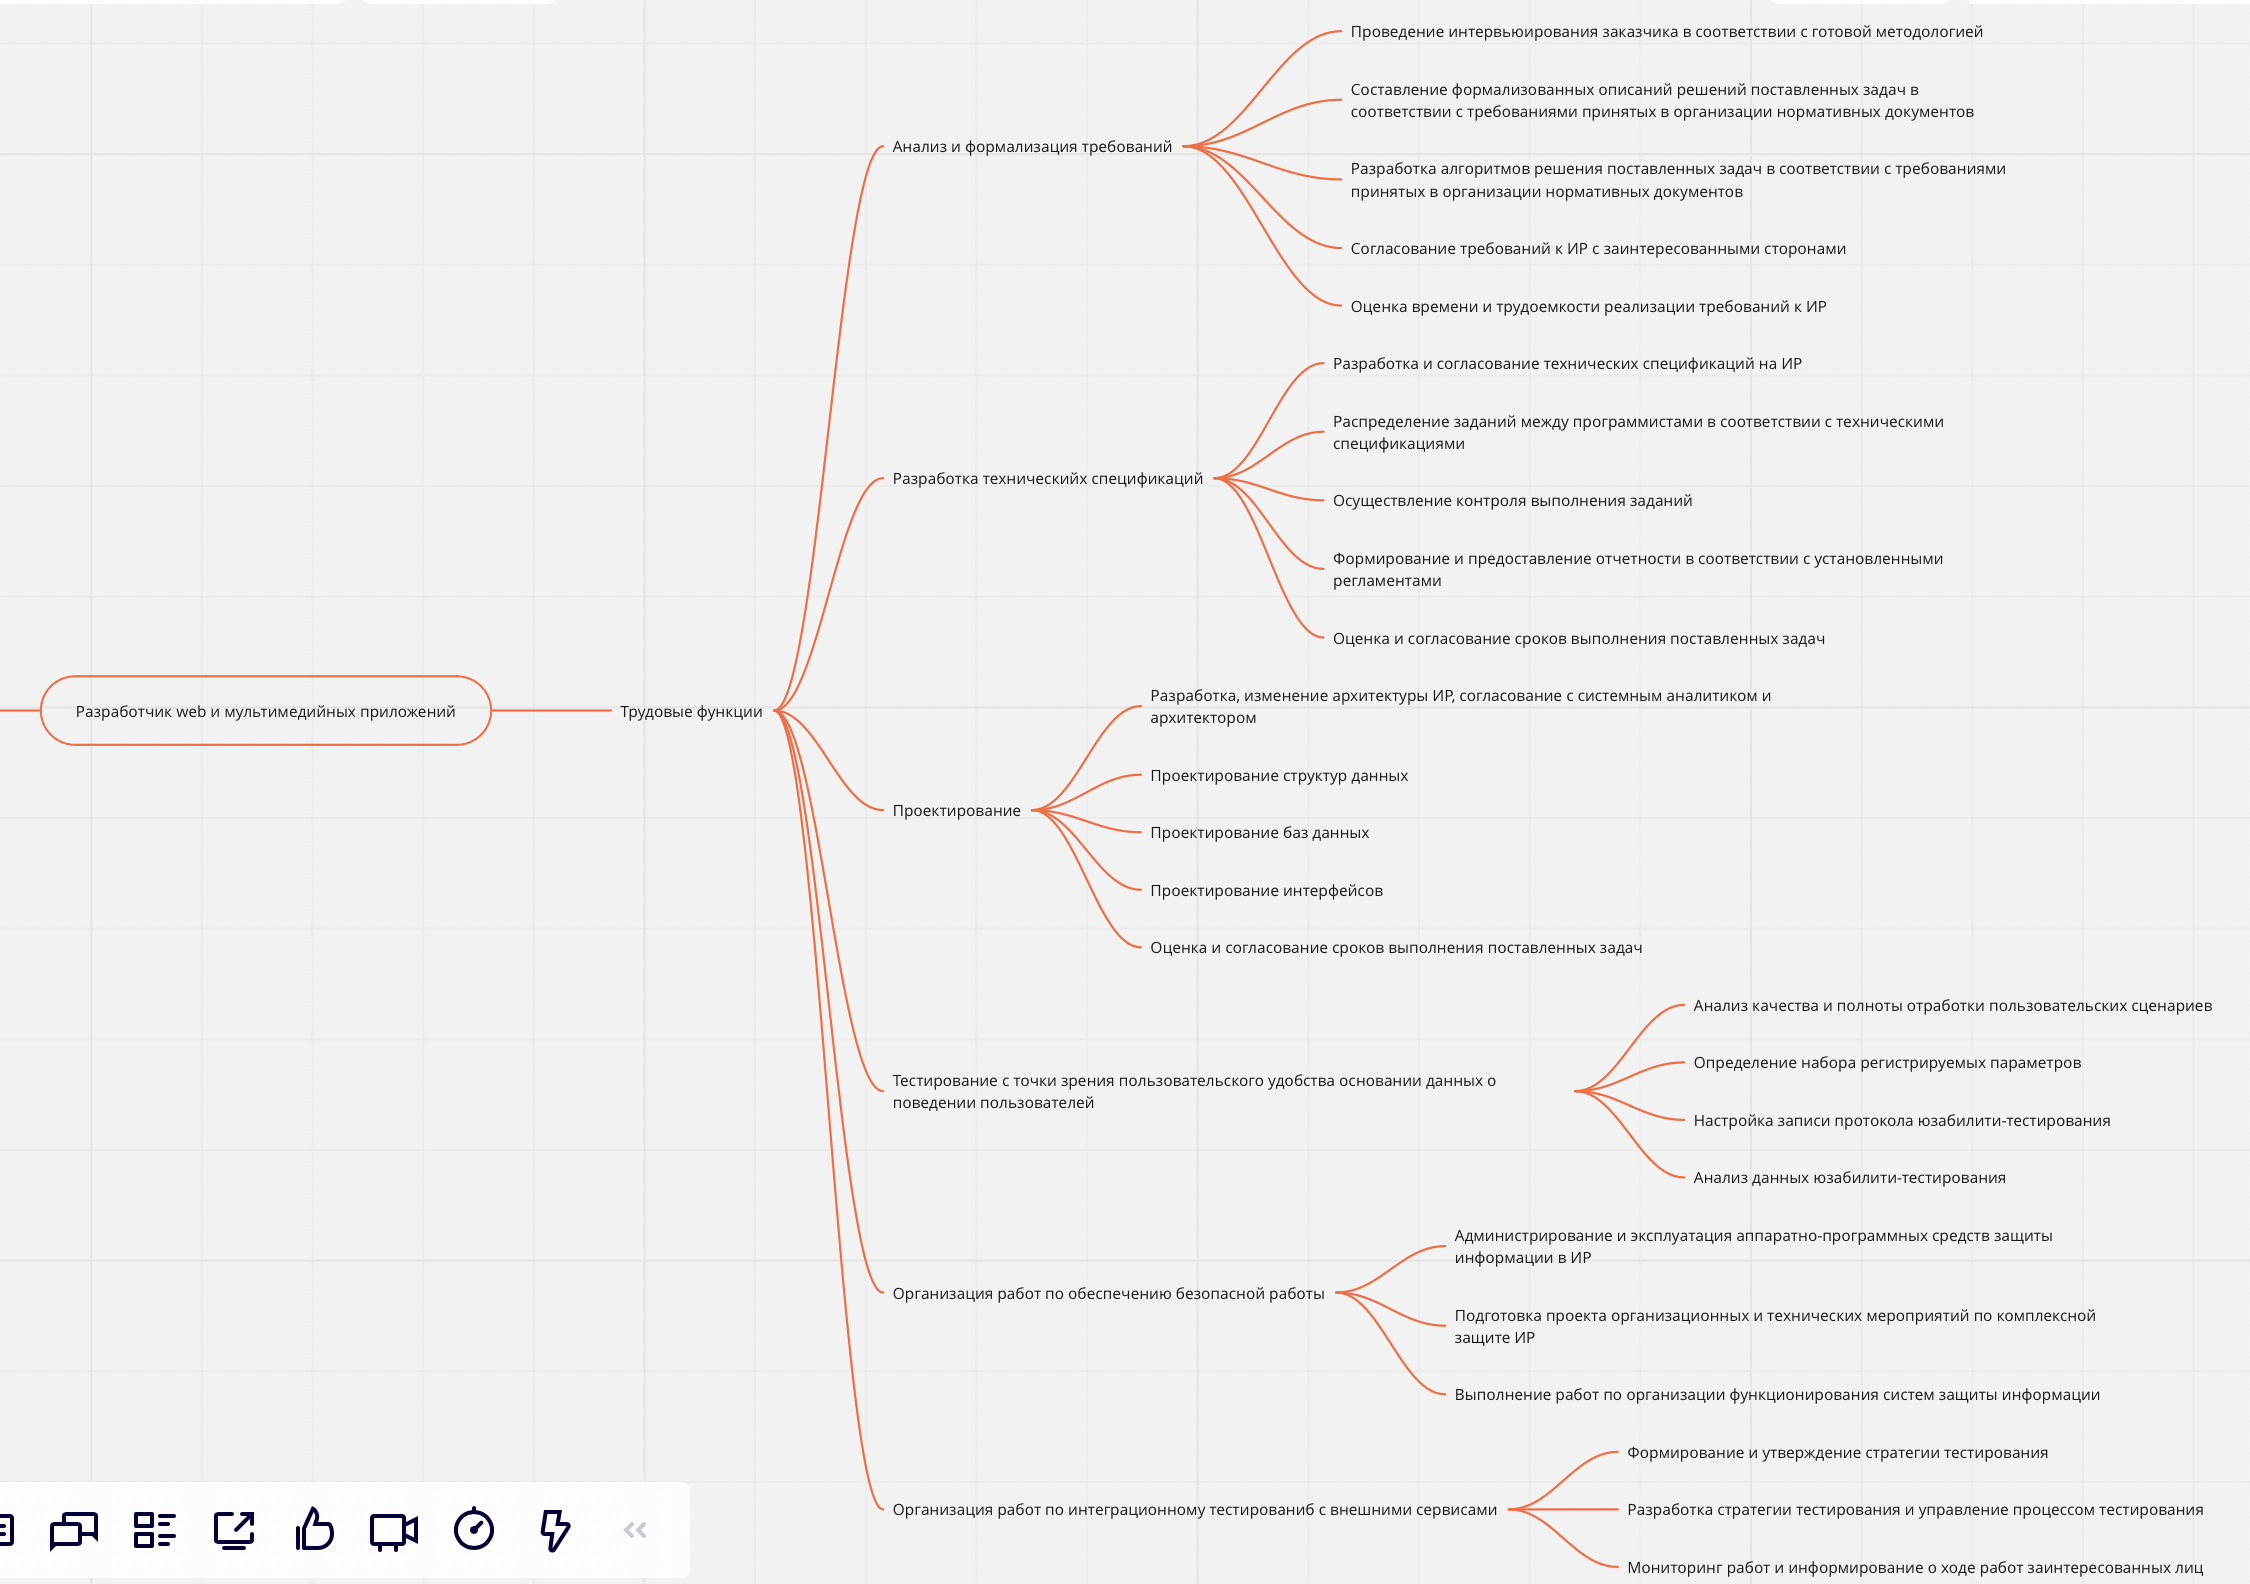 Разработчик web и мультимедийных приложений
Трудовые функции
Анализ и формализация требований
Проведение интервьюирования заказчика в соответствии с готовой методологией
Составление формализованных описаний решений поставленных задач в
соответствии с требованиями принятых в организации нормативных документов
Разработка алгоритмов решения поставленных задач в соответствии с требованиями
принятых в организации нормативных документов
Согласование требований к ИР с заинтересованными сторонами
Оценка времени и трудоемкости реализации требований к ИР
Разработка техническийх спецификаций
Разработка и согласование технических спецификаций на ИР
Распределение заданий между программистами в соответствии с техническими
спецификациями
Осуществление контроля выполнения заданий
Формирование и предоставление отчетности в соответствии с установленными
регламентами
Оценка и согласование сроков выполнения поставленных задач
Проектирование
Разработка, изменение архитектуры ИР, согласование с системным аналитиком и
архитектором
Проектирование структур данных
Проектирование баз данных
Проектирование интерфейсов
Оценка и согласование сроков выполнения поставленных задач
Тестирование с точки зрения пользовательского удобства основании данных о
поведении пользователей
Анализ качества и полноты отработки пользовательских сценариев
Определение набора регистрируемых параметров
Настройка записи протокола юзабилити-тестирования
Анализ данных юзабилити-тестирования
Организация работ по обеспечению безопасной работы
Администрирование и эксплуатация аппаратно-программных средств защиты
информации в ИР
Подготовка проекта организационных и технических мероприятий по комплексной
защите ИР
Выполнение работ по организации функционирования систем защиты информации
Организация работ по интеграционному тестированиб с внешними сервисами
Формирование и утверждение стратегии тестирования
Разработка стратегии тестирования и управление процессом тестирования
Мониторинг работ и информирование о ходе работ заинтересованных лиц